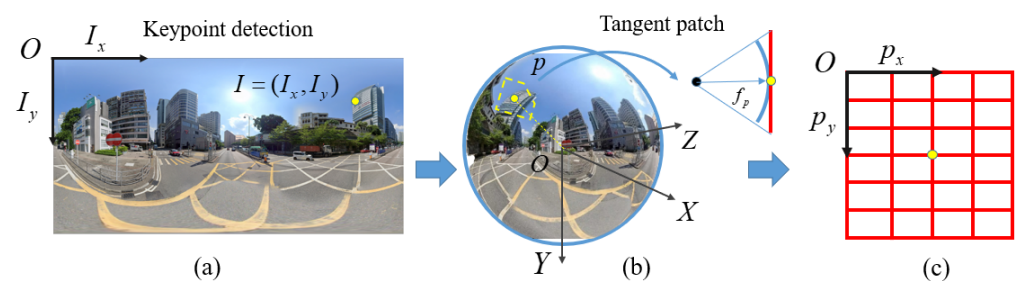 Keypoint detection
O
I_x
I_y
I = (I_x, I_y)
(a)
Tangent patch
p
f_p
O
Z
X
Y
(b)
O
p_x
p_y
(c)